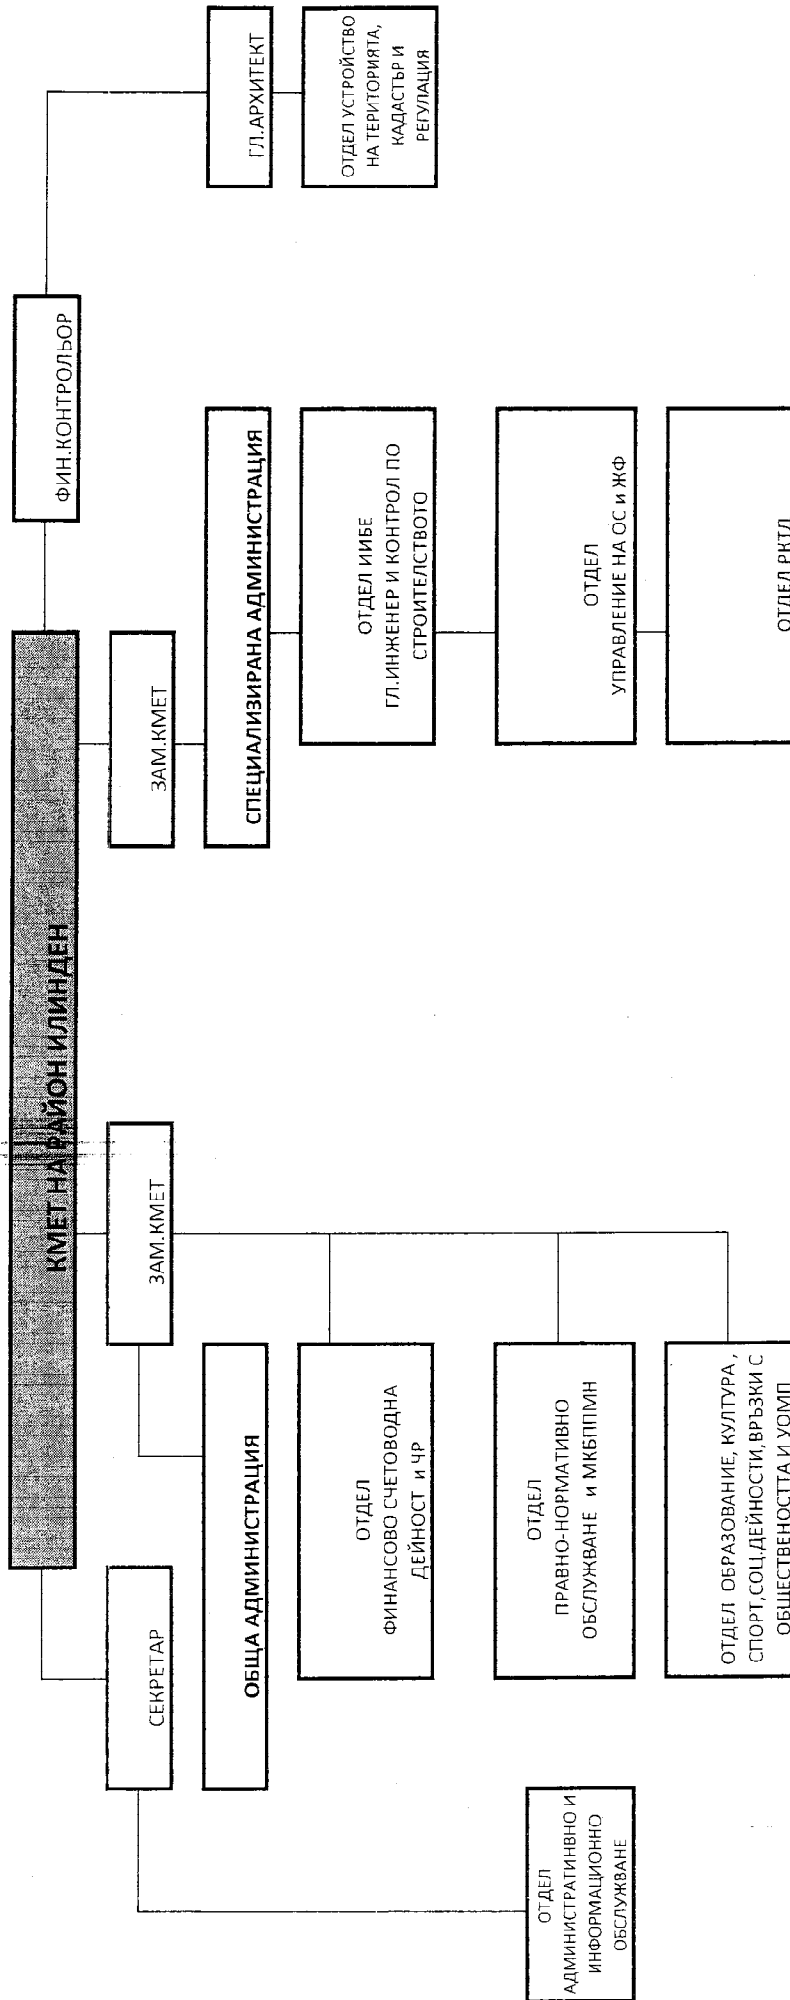 КМЕТ НА РАЙОН ИЛИНДЕН
ФИН.КОНТРОЛЬОР
СЕКРЕТАР
ЗАМ.КМЕТ
ЗАМ.КМЕТ
ГЛ.АРХИТЕКТ
ОБЩА АДМИНИСТРАЦИЯ
СПЕЦИАЛИЗИРАНА АДМИНИСТРАЦИЯ
ОТДЕЛ УСТРОЙСТВО
НА ТЕРИТОРИЯТА,
КАДАСТЪР И
РЕГУЛАЦИЯ
ОТДЕЛ
ФИНАНСОВО СЧЕТОВОДНА
ДЕЙНОСТ и ЧР
ОТДЕЛ ИИБЕ
ГЛ.ИНЖЕНЕР И КОНТРОЛ ПО
СТРОИТЕЛСТВОТО
ОТДЕЛ
АДМИНИСТРАТИНВНО И
ИНФОРМАЦИОННО
ОБСЛУЖВАНЕ
ОТДЕЛ
ПРАВНО-НОРМАТИВНО
ОБСЛУЖВАНЕ и МКБППМН
ОТДЕЛ
УПРАВЛЕНИЕ НА ОС и ЖФ
ОТДЕЛ ОБРАЗОВАНИЕ, КУЛТУРА ,
СПОРТ,СОЦ.ДЕЙНОСТИ,ВРЪЗКИ С
ОБЩЕСТВЕНОСТТА И УОМП
ОТДЕЛ РКТД